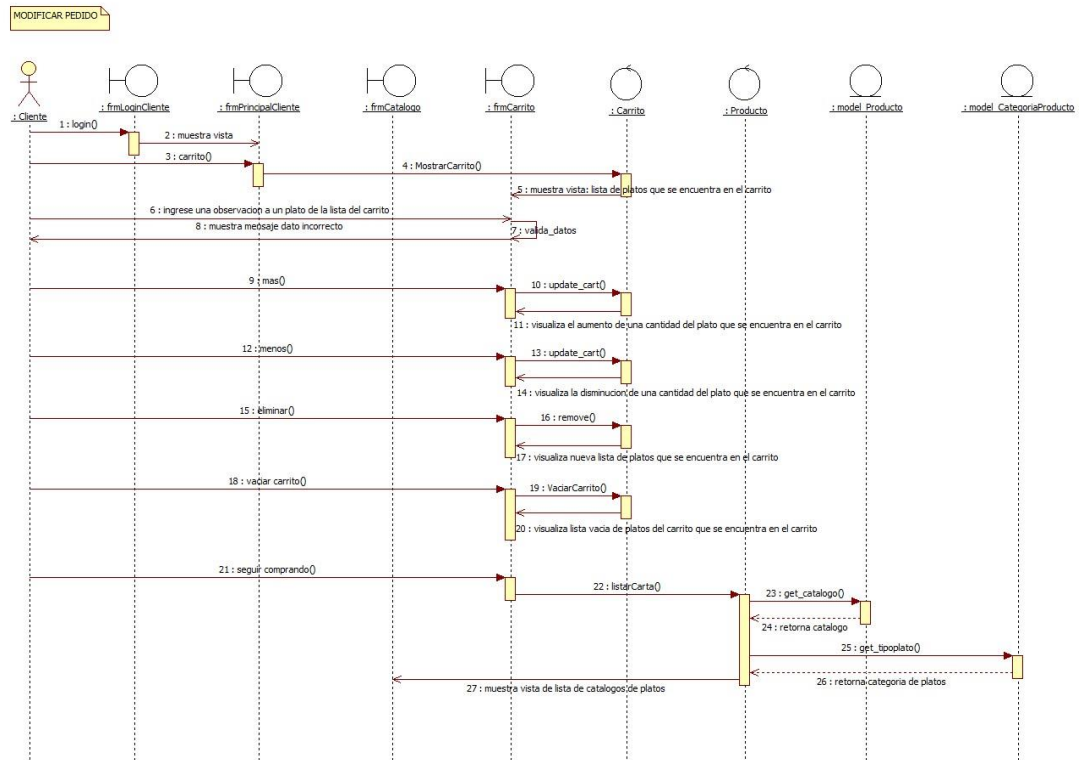 MODIFICAR PEDIDO
: Cliente
: frmLoginCliente
: frmPrincipalCliente
: frmCatalogo
: frmCarrito
: Carrito
: Producto
: model_Producto
: model_CategoriaProducto
1 : login()
2 : muestra vista
3 : carrito()
4 : MostrarCarrito()
5 : muestra vista: lista de platos que se encuentra en el carrito
6 : ingrese una observacion a un plato de la lista del carrito
7 : valida_datos
8 : muestra mensaje dato incorrecto
9 : mas()
10 : update_cart()
11 : visualiza el aumento de una cantidad del plato que se encuentra en el carrito
12 : menos()
13 : update_cart()
14 : visualiza la disminucion de una cantidad del plato que se encuentra en el carrito
15 : eliminar()
16 : remove()
17 : visualiza nueva lista de platos que se encuentra en el carrito
18 : vaciar carrito()
19 : VaciarCarrito()
20 : visualiza lista vacia de platos del carrito que se encuentra en el carrito
21 : seguir comprando()
22 : listarCarta()
23 : get_catalogo()
24 : retorna catalogo
25 : get_tipoplato()
26 : retorna categoria de platos
27 : muestra vista de lista de catalogos de platos